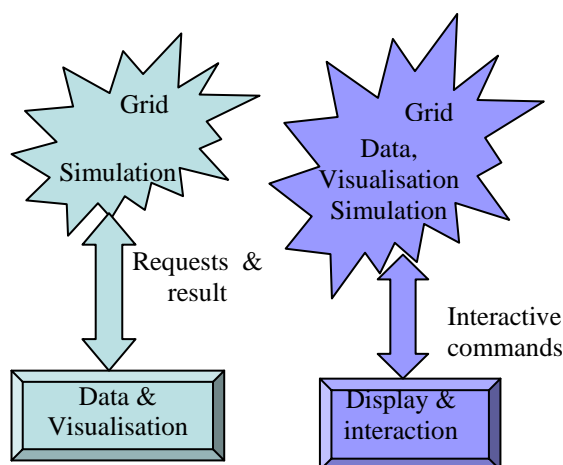 Grid
Simulation
Requests &
result
Data &
Visualisation
Grid
Data,
Visualisation
Simulation
Interactive
commands
Display &
interaction